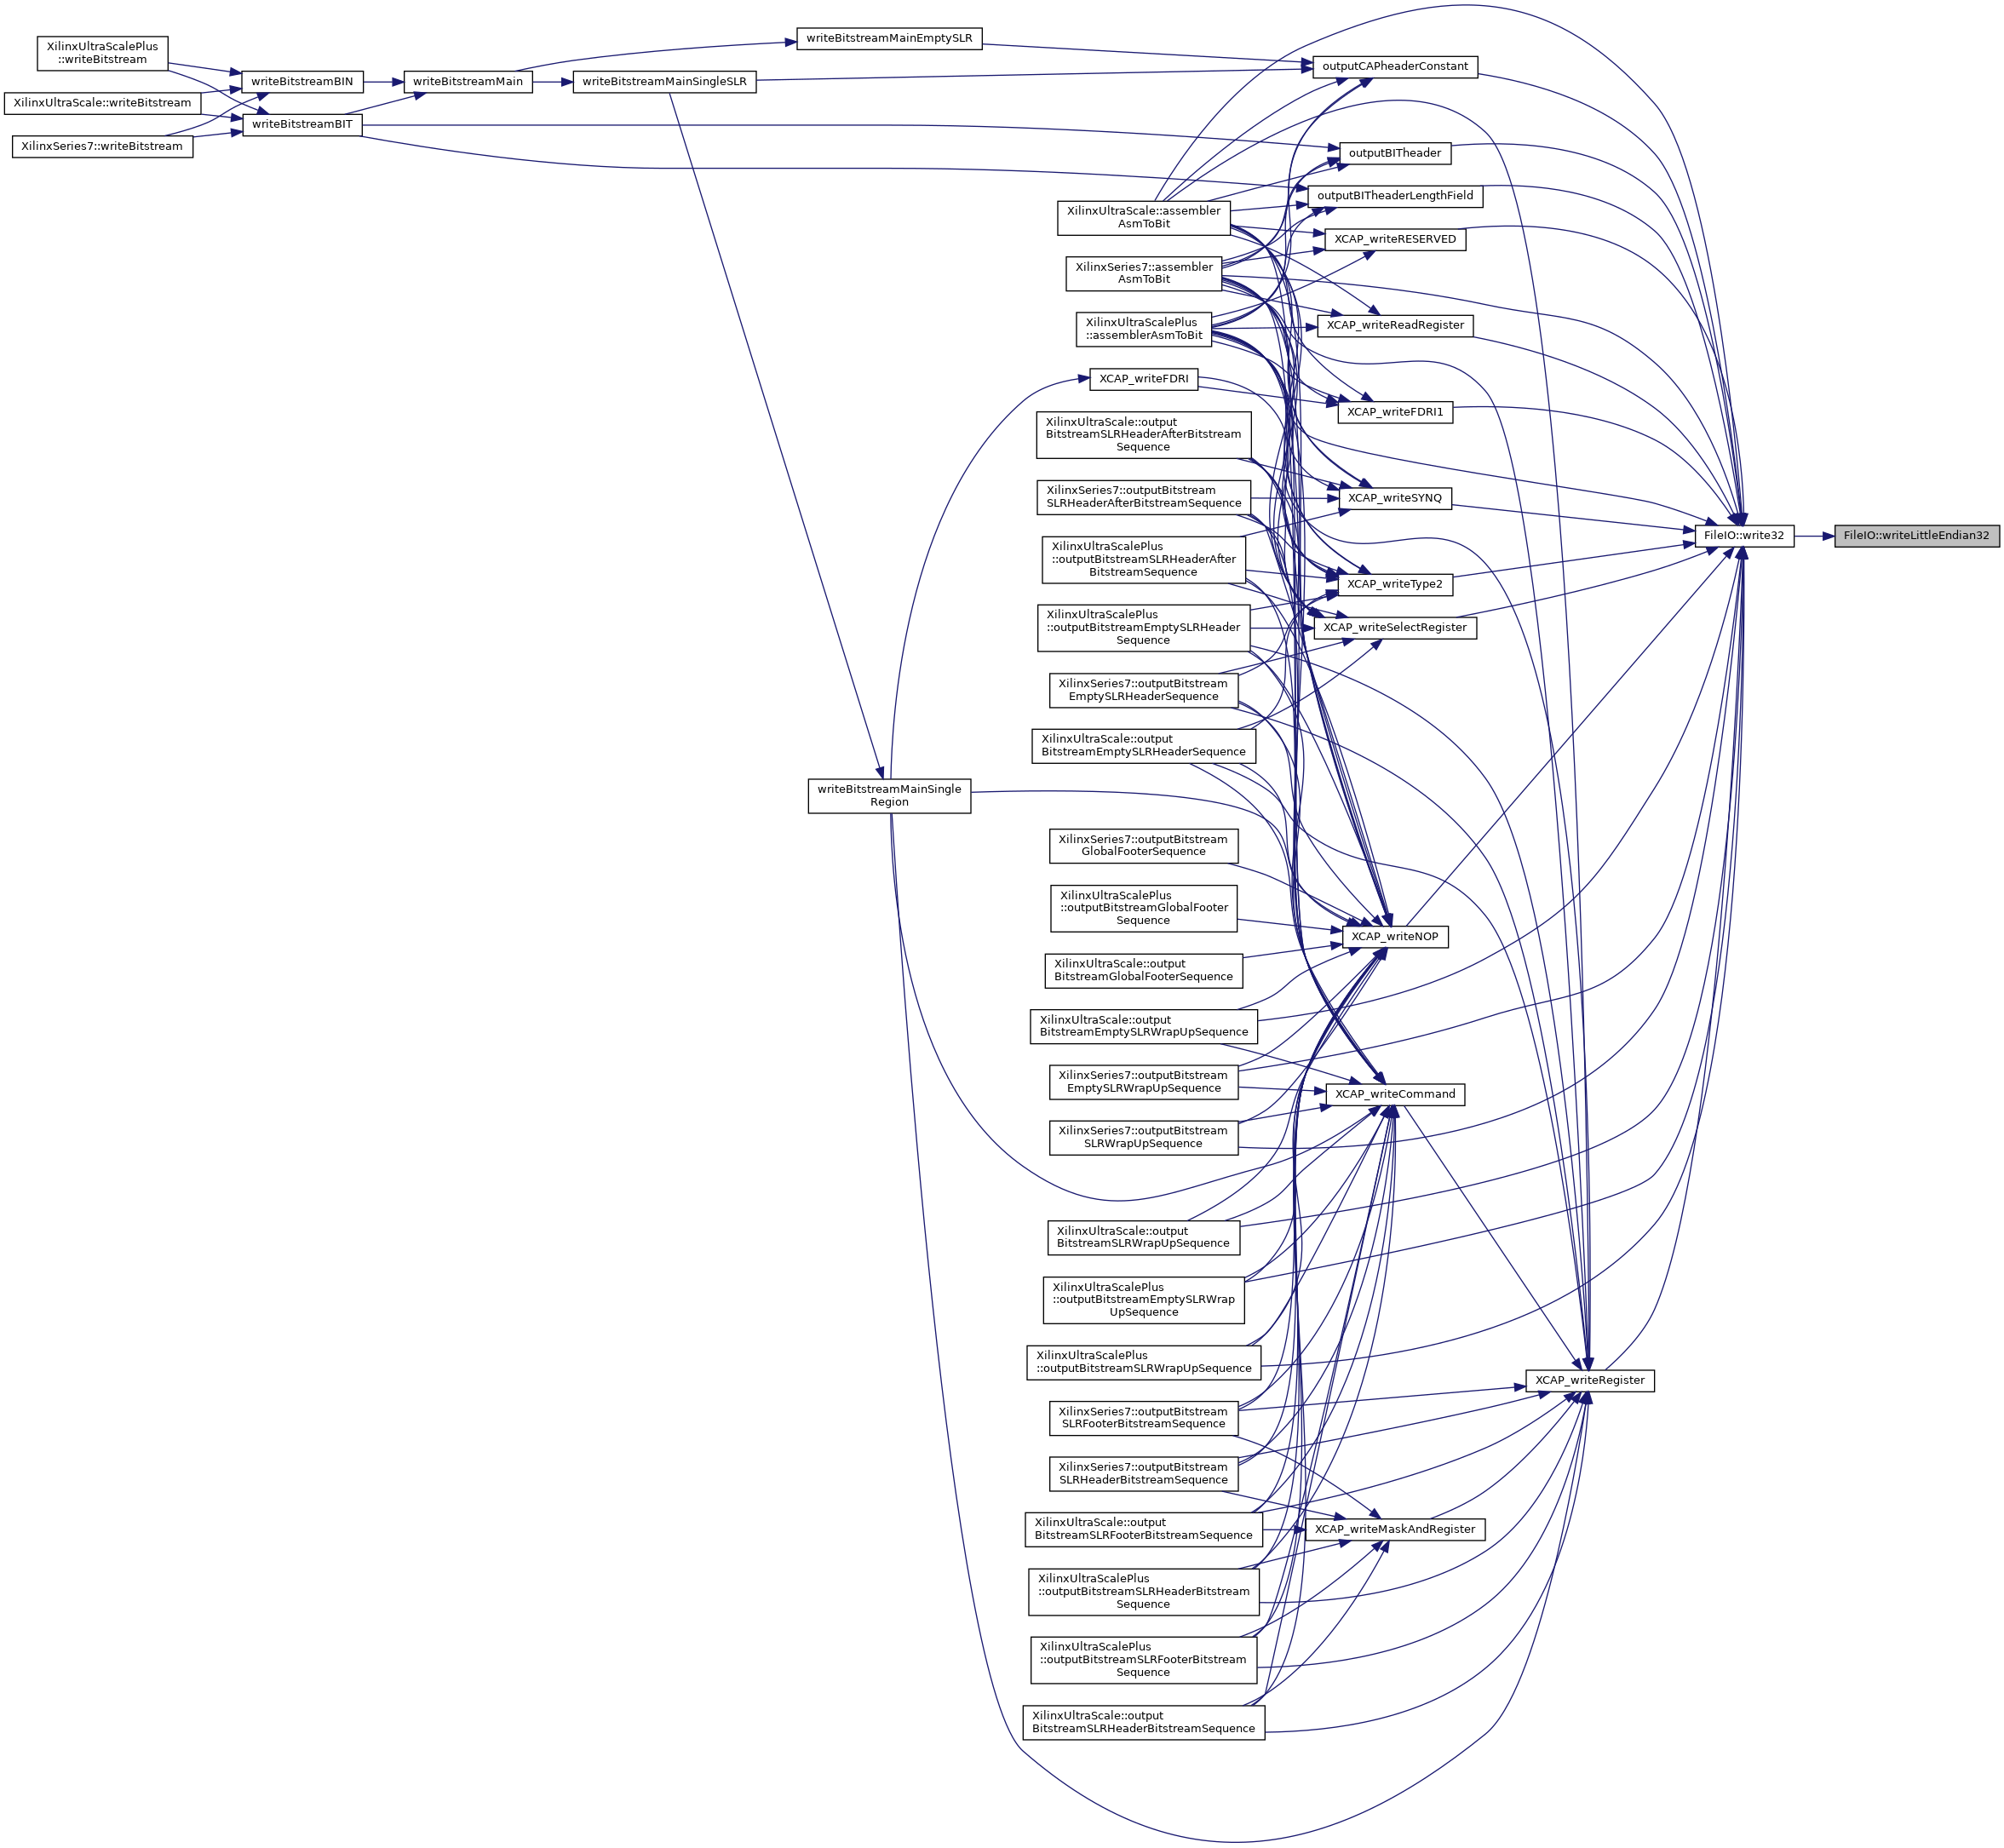 XilinxUltraScalePlus
::writeBitstream
XilinxUltraScale::writeBitstream
XilinxSeries7::writeBitstream
writeBitstreamBIN
writeBitstreamBIT
writeBitstreamMain
writeBitstreamMainEmptySLR
writeBitstreamMainSingleSLR
writeBitstreamMainSingle
Region
XilinxUltraScale::assembler
AsmToBit
XilinxSeries7::assembler
AsmToBit
XilinxUltraScalePlus
::assemblerAsmToBit
XCAP_writeFDRI
XilinxUltraScale::output
BitstreamSLRHeaderAfterBitstream
Sequence
XilinxSeries7::outputBitstream
SLRHeaderAfterBitstreamSequence
XilinxUltraScalePlus
::outputBitstreamSLRHeaderAfter
BitstreamSequence
XilinxUltraScalePlus
::outputBitstreamEmptySLRHeader
Sequence
XilinxSeries7::outputBitstream
EmptySLRHeaderSequence
XilinxUltraScale::output
BitstreamEmptySLRHeaderSequence
XilinxSeries7::outputBitstream
GlobalFooterSequence
XilinxUltraScalePlus
::outputBitstreamGlobalFooter
Sequence
XilinxUltraScale::output
BitstreamGlobalFooterSequence
XilinxUltraScale::output
BitstreamEmptySLRWrapUpSequence
XilinxSeries7::outputBitstream
EmptySLRWrapUpSequence
XilinxSeries7::outputBitstream
SLRWrapUpSequence
XilinxUltraScale::output
BitstreamSLRWrapUpSequence
XilinxUltraScalePlus
::outputBitstreamEmptySLRWrap
UpSequence
XilinxUltraScalePlus
::outputBitstreamSLRWrapUpSequence
XilinxSeries7::outputBitstream
SLRFooterBitstreamSequence
XilinxSeries7::outputBitstream
SLRHeaderBitstreamSequence
XilinxUltraScale::output
BitstreamSLRFooterBitstreamSequence
XilinxUltraScalePlus
::outputBitstreamSLRHeaderBitstream
Sequence
XilinxUltraScalePlus
::outputBitstreamSLRFooterBitstream
Sequence
XilinxUltraScale::output
BitstreamSLRHeaderBitstreamSequence
outputCAPheaderConstant
outputBITheader
outputBITheaderLengthField
XCAP_writeRESERVED
XCAP_writeReadRegister
XCAP_writeFDRI1
XCAP_writeSYNQ
XCAP_writeType2
XCAP_writeSelectRegister
XCAP_writeNOP
XCAP_writeCommand
XCAP_writeRegister
XCAP_writeMaskAndRegister
FileIO::write32
FileIO::writeLittleEndian32